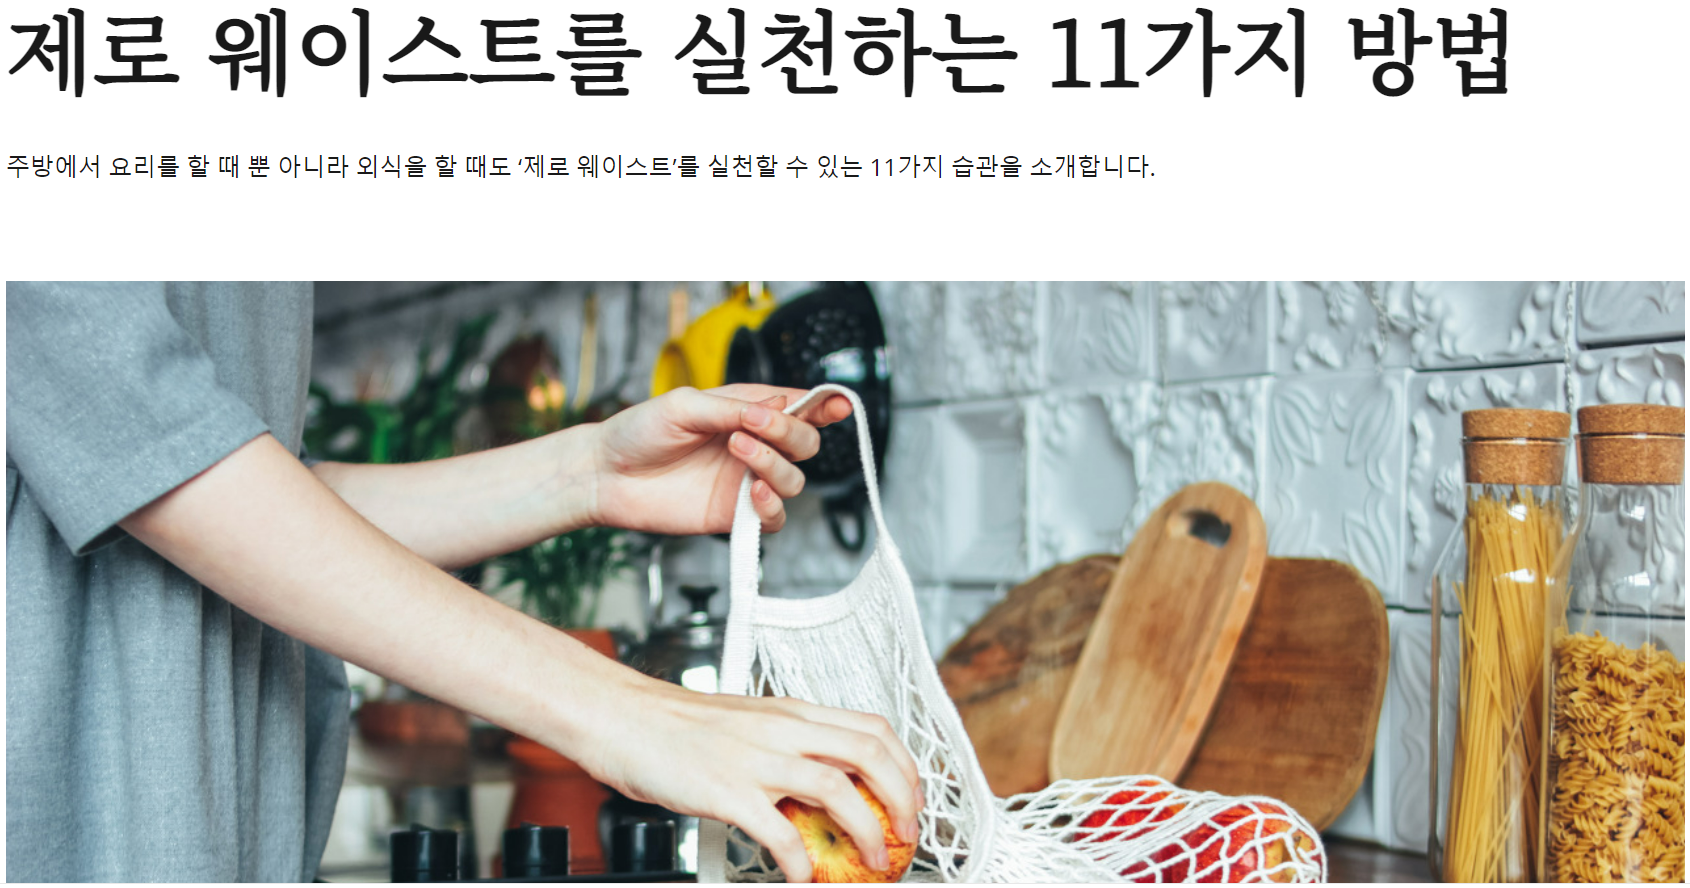 제로 웨이스트를 실천하는 11가지 방법
주방에서 요리를 할 때 뿐 아니라 외식을 할 때도 ‘제로 웨이스트’를 실천할 수 있는 11가지 습관을 소개합니다.